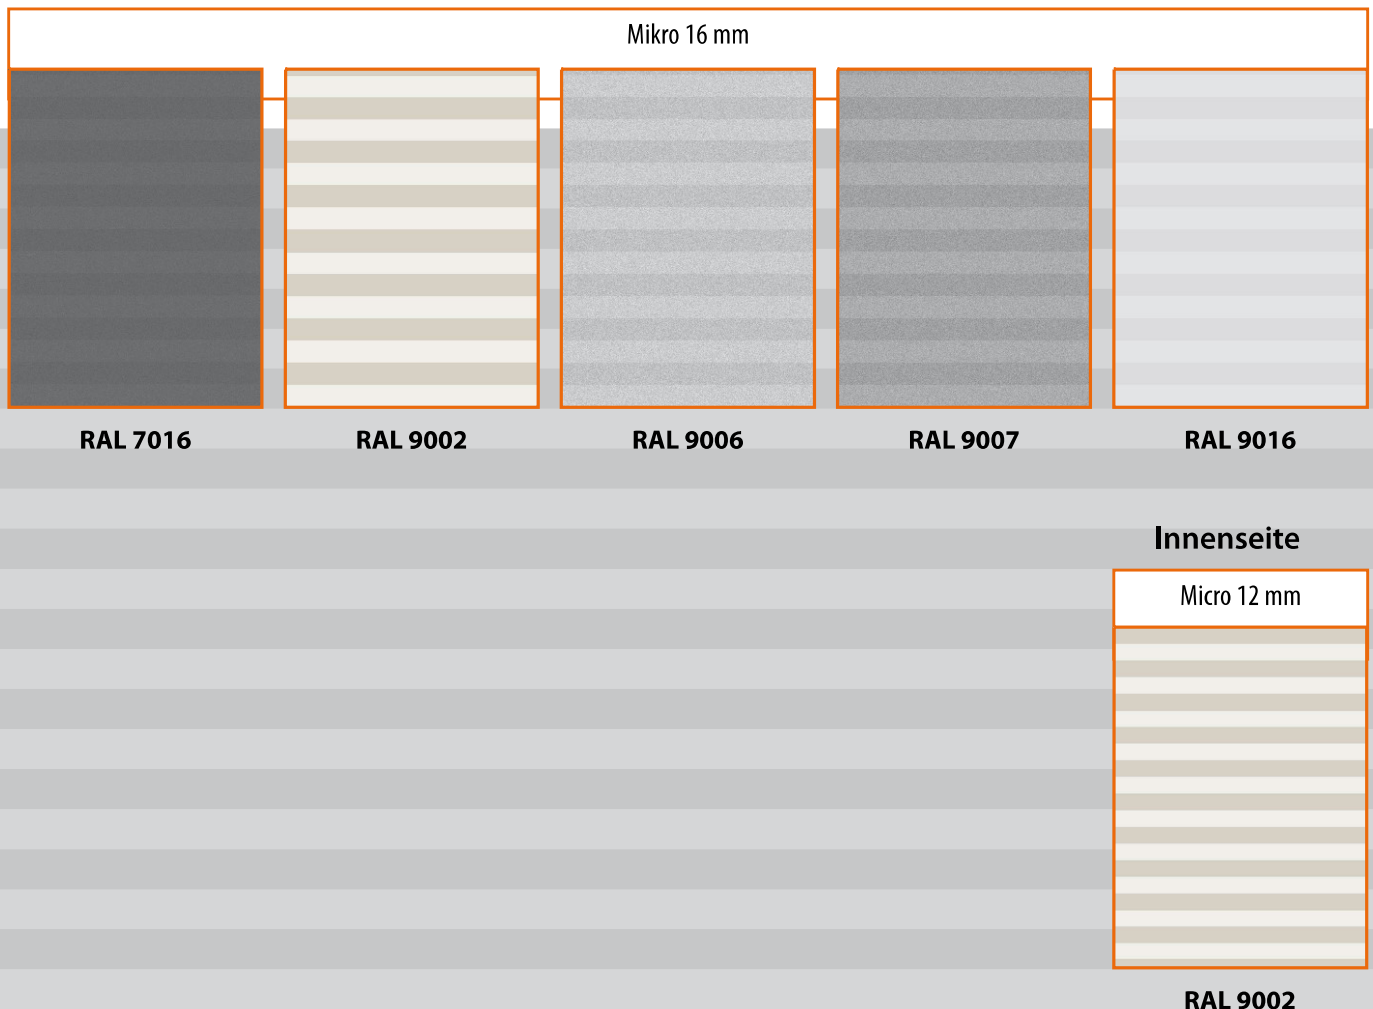 Mikro 16 mm
RAL 7016
RAL 9002
RAL 9006
RAL 9007
RAL 9016
Innenseite
Micro 12 mm
RAL 9002